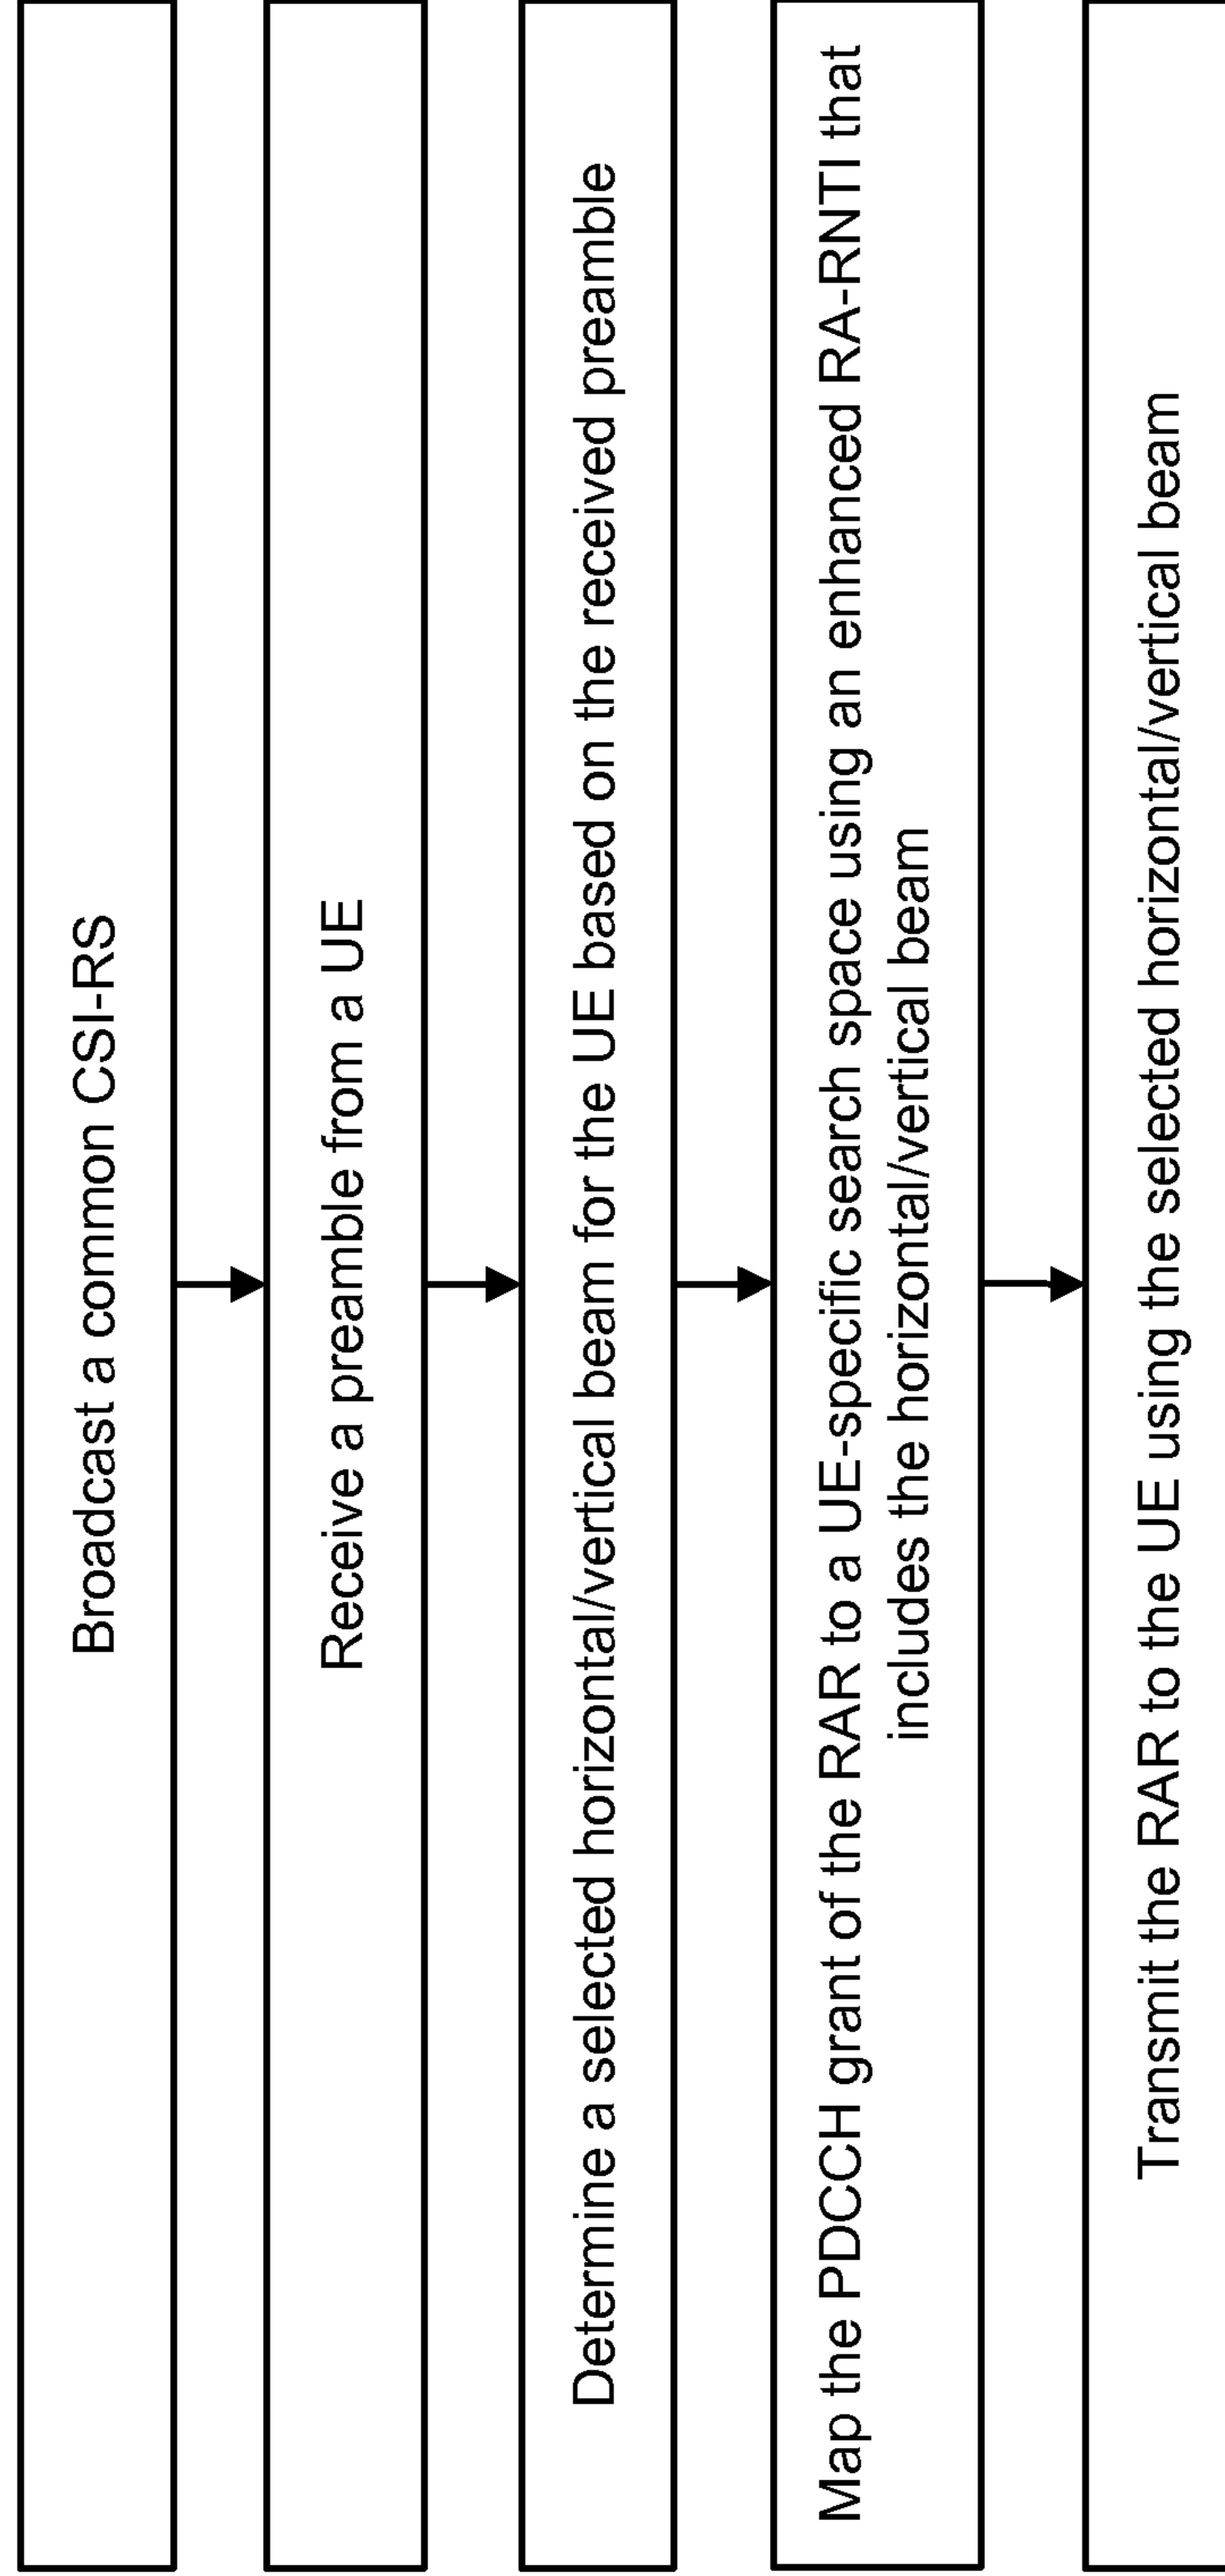 Broadcast a common CSI-RS
Receive a preamble from a UE
Determine a selected horizontal/vertical beam for the UE based on the received preamble
Map the PDCCH grant of the RAR to a UE-specific search space using an enhanced RA-RNTI that
includes the horizontal/vertical beam
Transmit the RAR to the UE using the selected horizontal/vertical beam